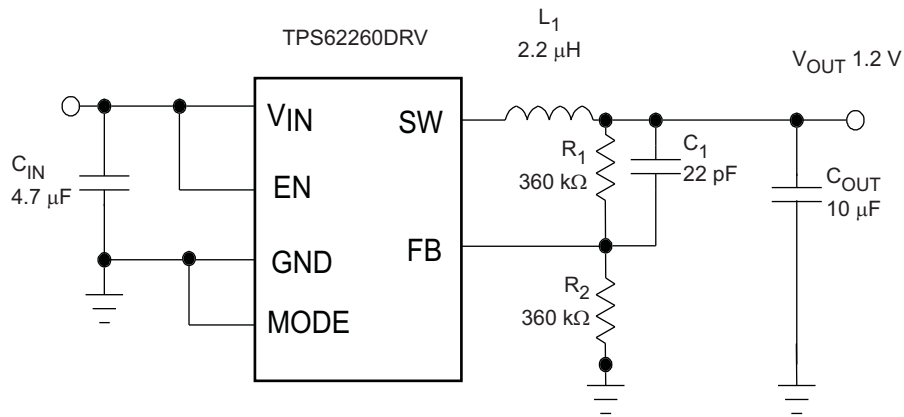 TPS62260DRV
L1
2.2 μH
VOUT 1.2 V
VIN
SW
EN
GND
FB
MODE
CIN
4.7 μF
R1
360 kΩ
C1
22 pF
COUT
10 μF
R2
360 kΩ